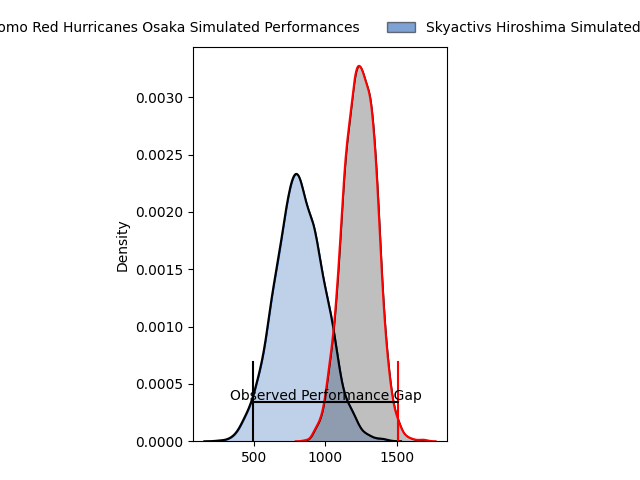 omo Red Hurricanes Osaka Simulated Performances
Skyactivs Hiroshima Simulated
0.0030
0.0025
0.0020
0.0015
0.0010
0.0005
0.0000
Density
Observed Performance Gap
500 1000 1500